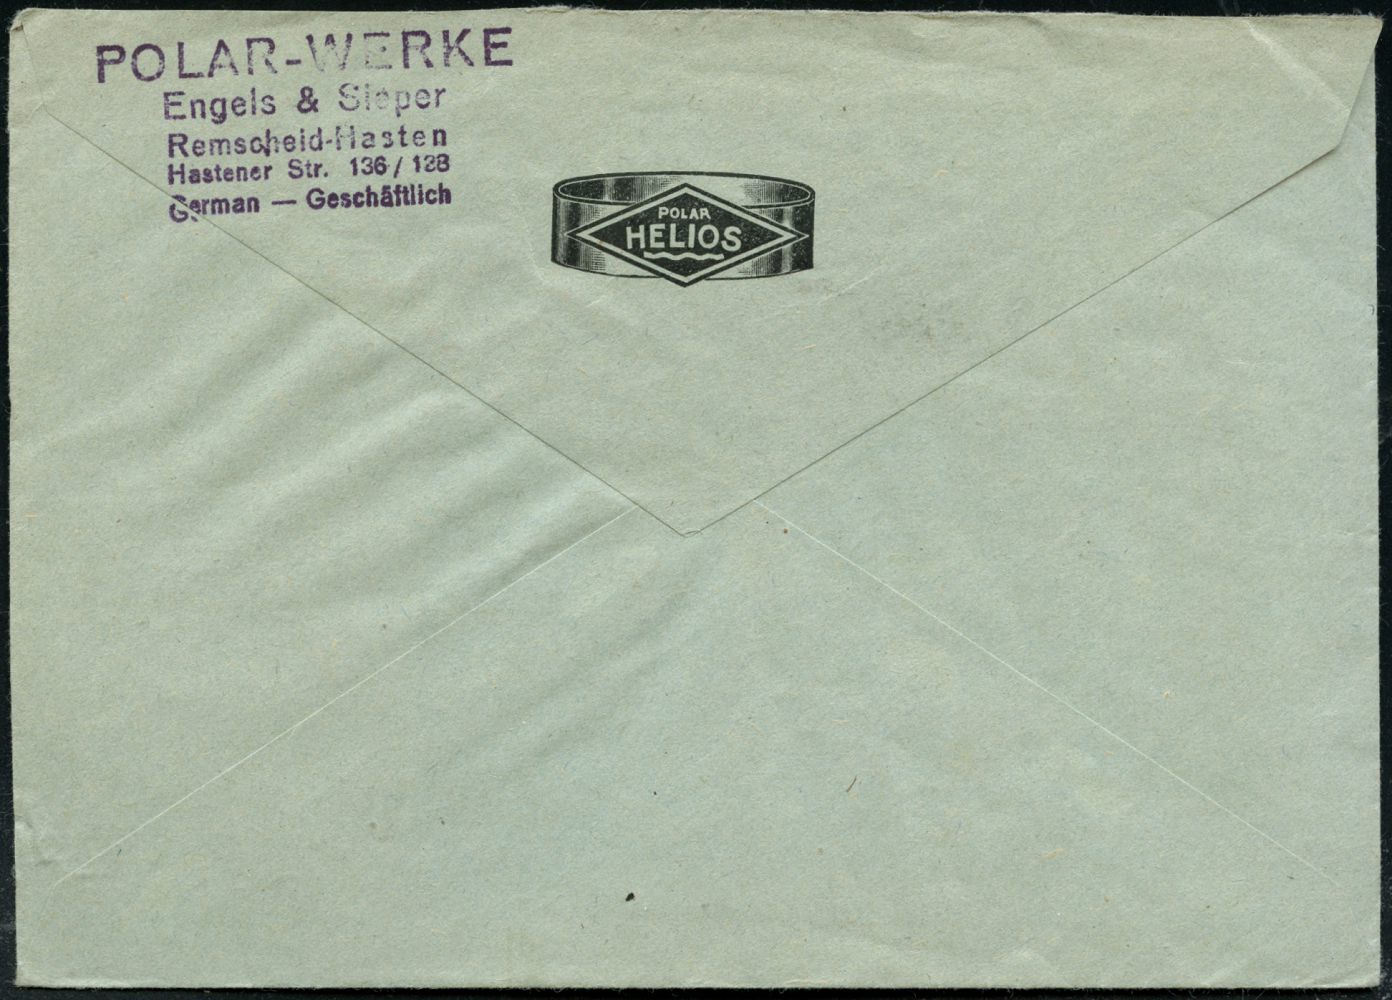 POLAR-WERKE
Engels & Sieper
Remscheid-Hasten
Hastener Str. 136/138
German — Geschäftlich
POLAR
HELIOS